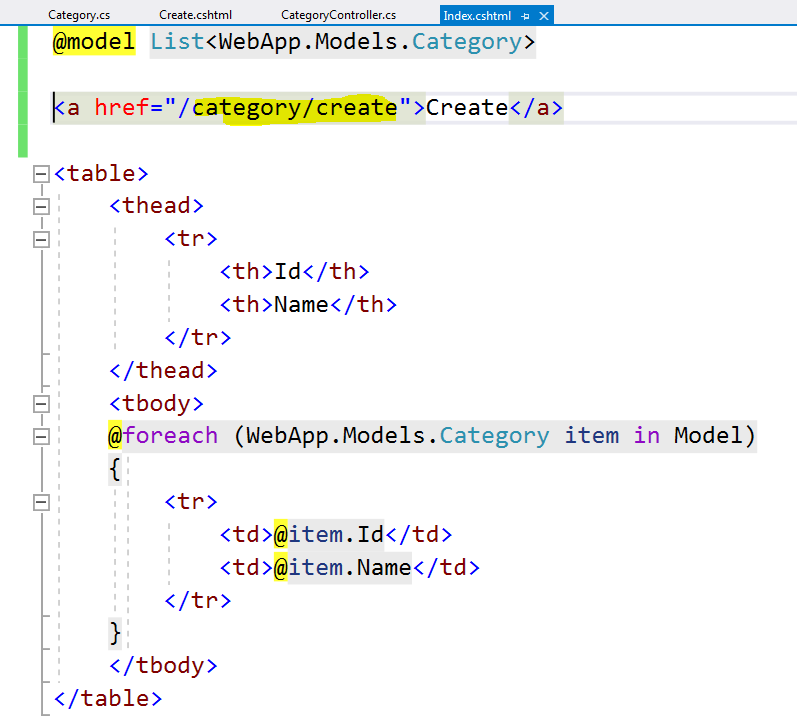 Category.cs Create.cshtml CategoryController.cs Index.cshtml
@model List<WebApp.Models.Category>
<a href="/category/create">Create</a>
<table>
<thead>
<tr>
<th>Id</th>
<th>Name</th>
</tr>
</thead>
<tbody>
@foreach (WebApp.Models.Category item in Model)
{
<tr>
<td>@item.Id</td>
<td>@item.Name</td>
</tr>
}
</tbody>
</table>